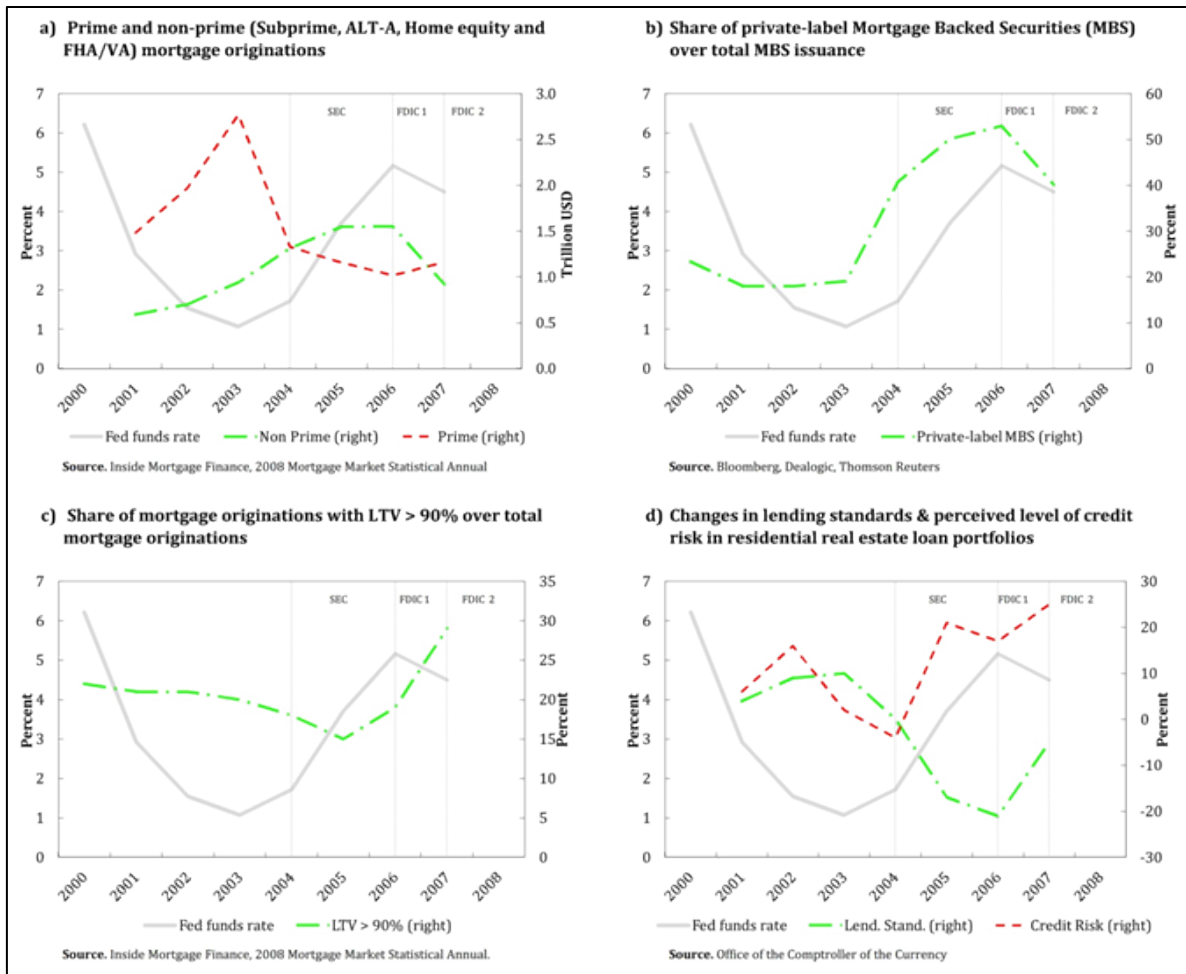 a) Prime and non-prime (Subprime, ALT-A, Home equity and
FHA/VA) mortgage originations
7
6
5
4
3
2
1
0
Percent
3.0
2.5
2.0
1.5
1.0
0.5
0.0
Trillion USD
SEC
FDIC 1
FDIC 2
2000
2001
2002
2003
2004
2005
2006
2007
2008
Fed funds rate
Non Prime (right)
Prime (right)
Source. Inside Mortgage Finance, 2008 Mortgage Market Statistical Annual
b) Share of private-label Mortgage Backed Securities (MBS)
over total MBS issuance
7
6
5
4
3
2
1
0
Percent
60
50
40
30
20
10
0
Percent
SEC
FDIC 1
FDIC 2
2000
2001
2002
2003
2004
2005
2006
2007
2008
Fed funds rate
Private-label MBS (right)
Source. Bloomberg, Dealogic, Thomson Reuters
c) Share of mortgage originations with LTV > 90% over total
mortgage originations
7
6
5
4
3
2
1
0
Percent
35
30
25
20
15
10
5
0
Percent
SEC
FDIC 1
FDIC 2
2000
2001
2002
2003
2004
2005
2006
2007
2008
Fed funds rate
LTV > 90% (right)
Source. Inside Mortgage Finance, 2008 Mortgage Market Statistical Annual.
d) Changes in lending standards & perceived level of credit
risk in residential real estate loan portfolios
7
6
5
4
3
2
1
0
Percent
30
20
10
0
-10
-20
-30
Percent
SEC
FDIC 1
FDIC 2
2000
2001
2002
2003
2004
2005
2006
2007
2008
Fed funds rate
Lend. Stand. (right)
Credit Risk (right)
Source. Office of the Comptroller of the Currency